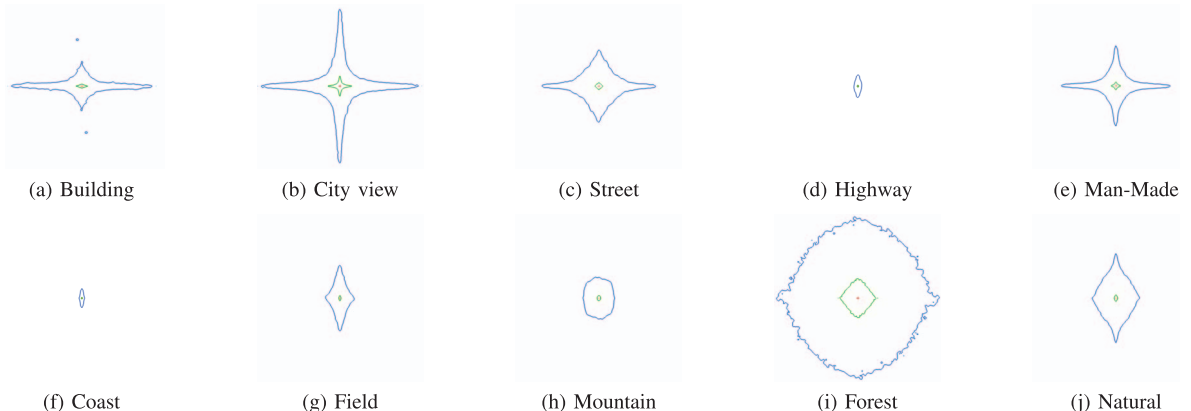 (a) Building
(b) City view
(c) Street
(d) Highway
(e) Man-Made
(f) Coast
(g) Field
(h) Mountain
(i) Forest
(j) Natural